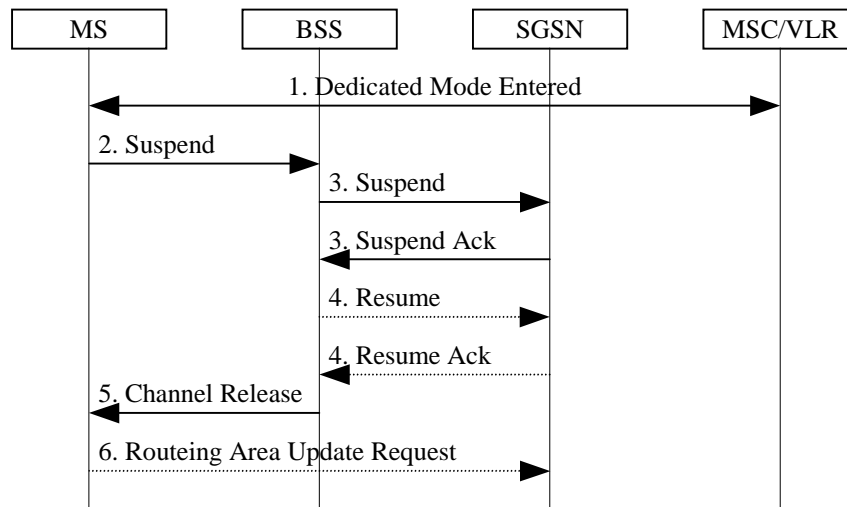 MS
BSS
SGSN
MSC/VLR
1. Dedicated Mode Entered
2. Suspend
3. Suspend
3. Suspend Ack
4. Resume
4. Resume Ack
5. Channel Release
6. Routeing Area Update Request